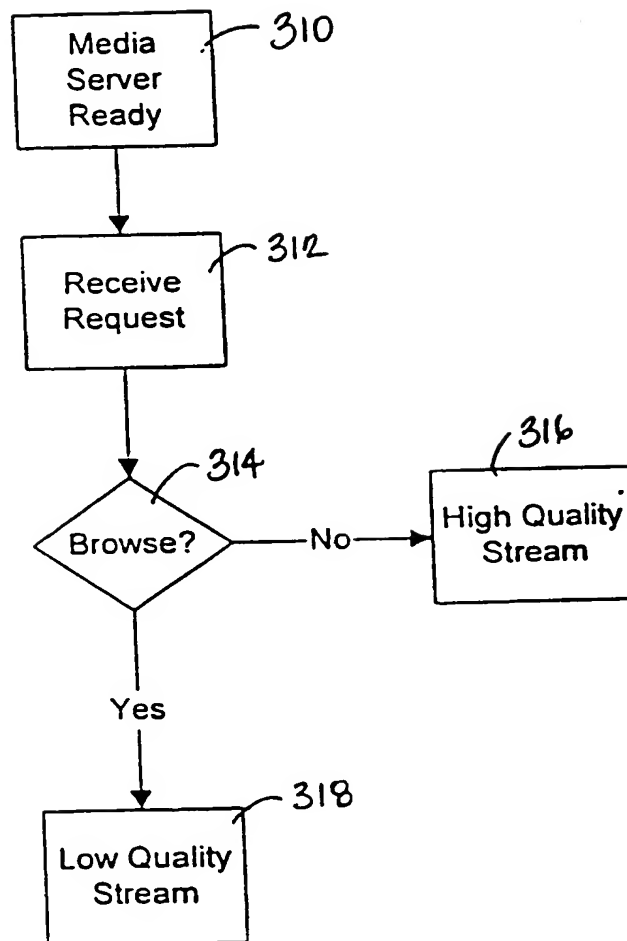 Media
Server
Ready
310
Receive
Request
312
Browse?
314
No
High Quality
Stream
316
Yes
Low Quality
Stream
318